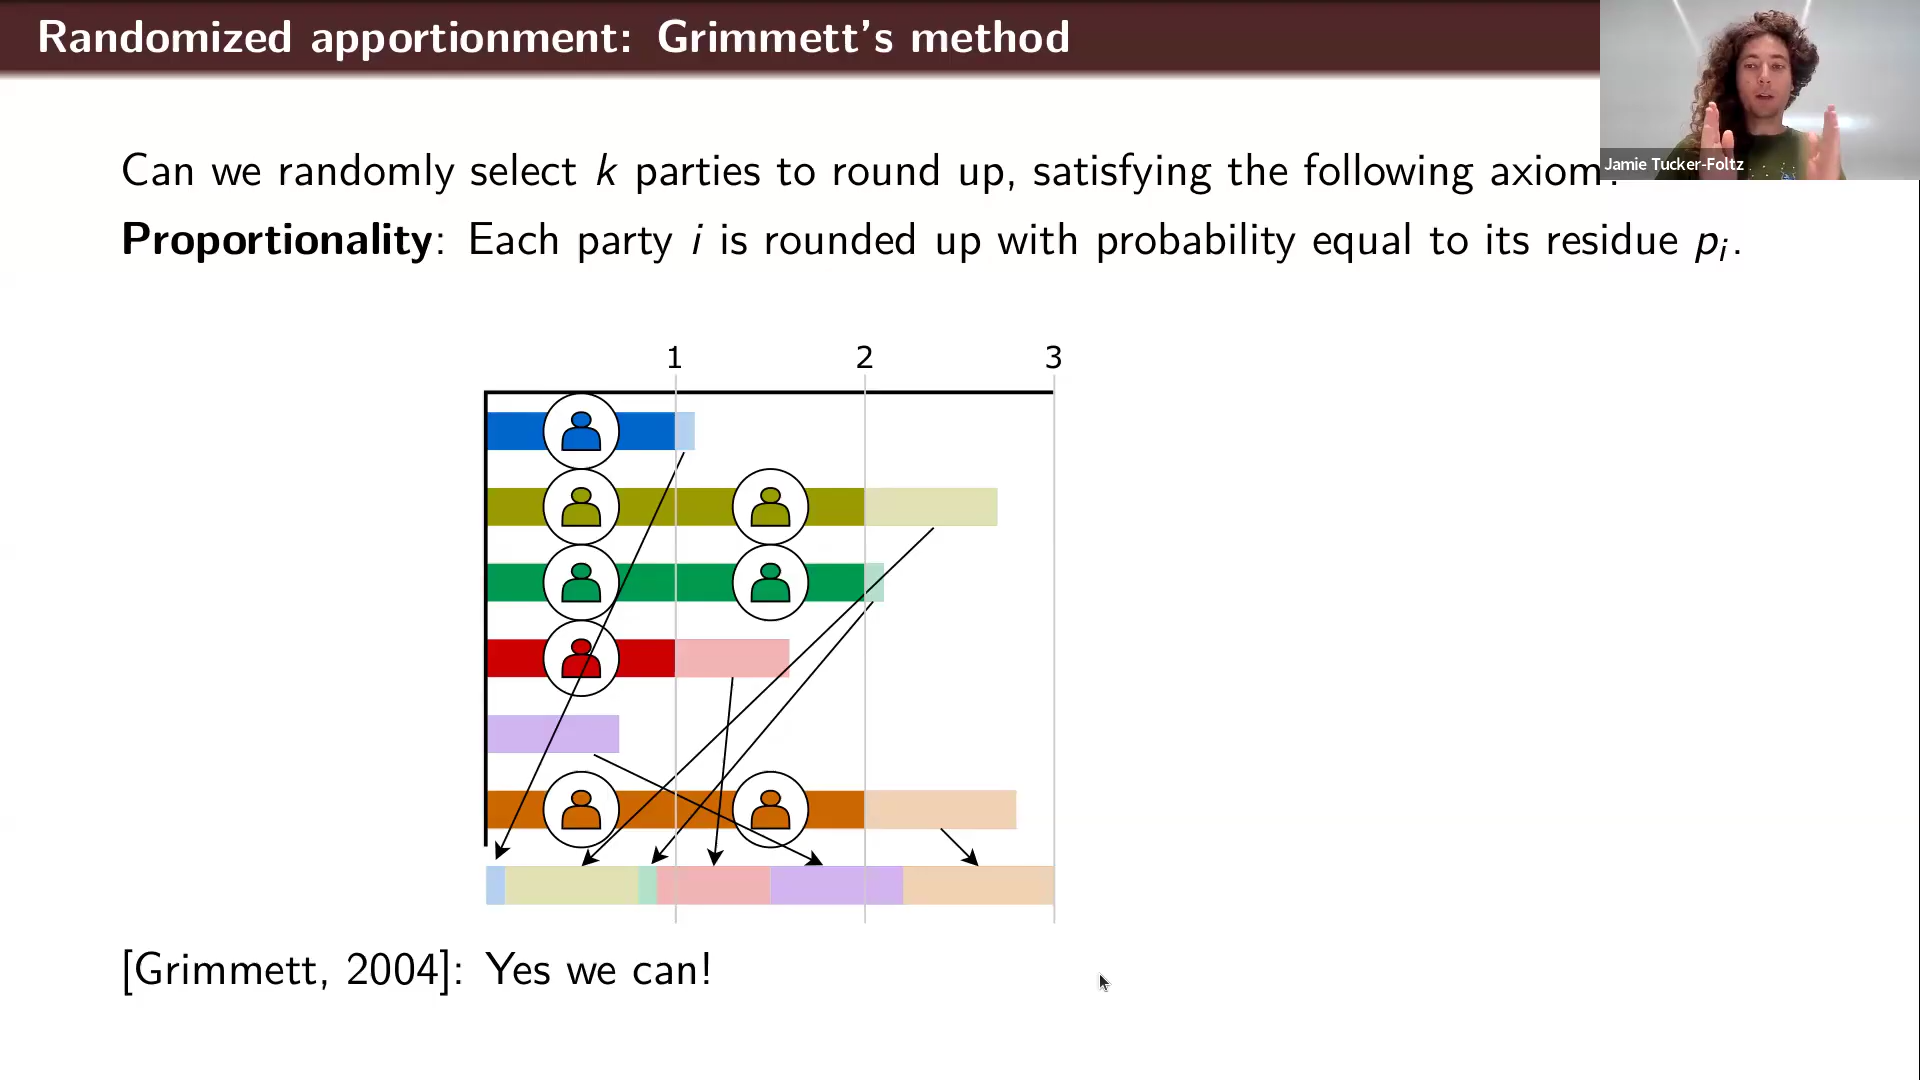 Randomized apportionment: Grimmett's method
Jamie Tucker-Foltz
Can we randomly select k parties to round up, satisfying the following axiom?
Proportionality: Each party i is rounded up with probability equal to its residue pᵢ.
1 2 3
[Grimmett, 2004]: Yes we can!